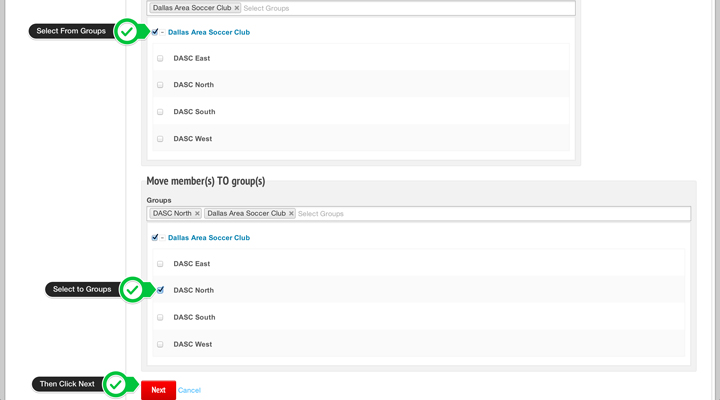 Dallas Area Soccer Club × Select Groups
Select From Groups
- Dallas Area Soccer Club
DASC East
DASC North
DASC South
DASC West
Move member(s) TO group(s)
Groups
DASC North × Dallas Area Soccer Club × Select Groups
- Dallas Area Soccer Club
DASC East
Select to Groups
DASC North
DASC South
DASC West
Then Click Next
Next Cancel